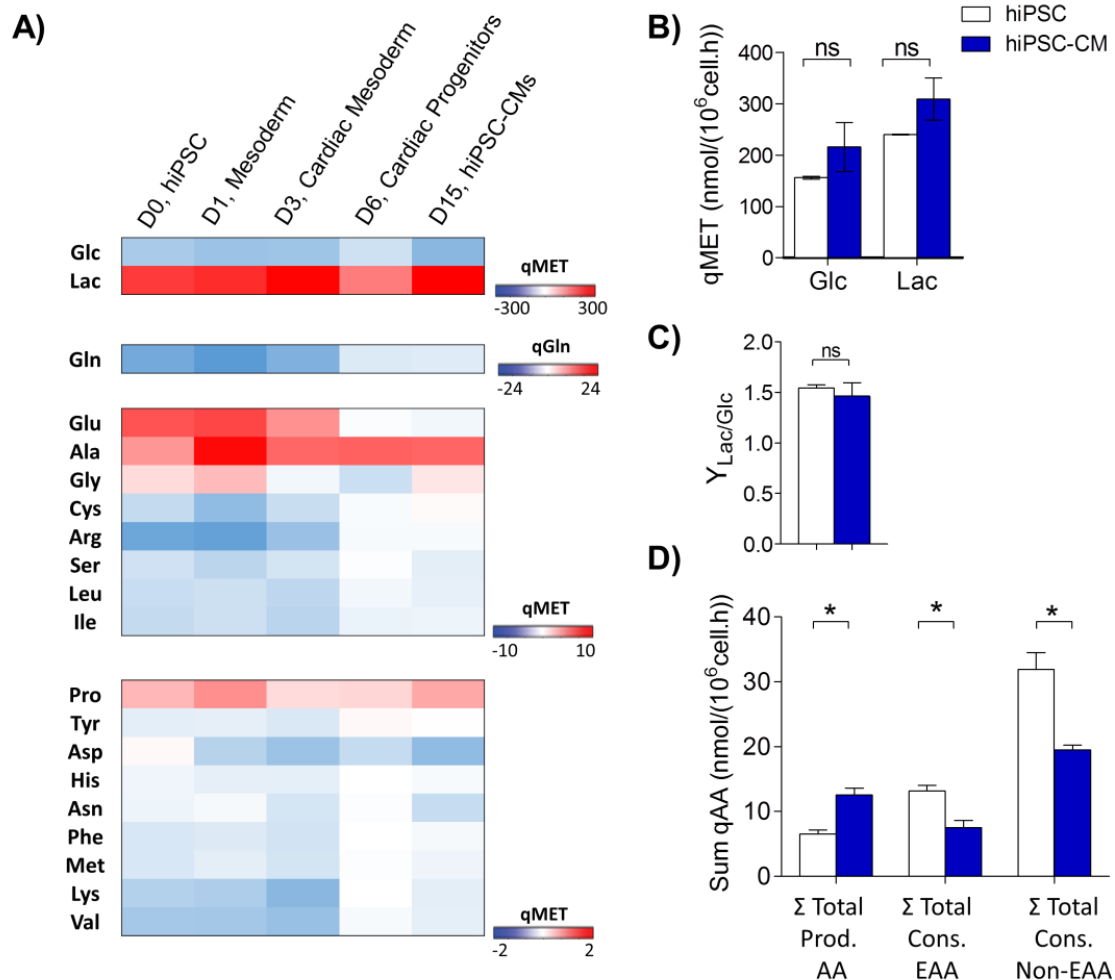 A)
D0, hiPSC
D1, Mesoderm
D3, Cardiac Mesoderm
D6, Cardiac Progenitors
D15, hiPSC-CMs
Glc
Lac
qMET
-300 300
Gln
qGln
-24 24
Glu
Ala
Gly
Cys
Arg
Ser
Leu
Ile
qMET
-10 10
Pro
Tyr
Asp
His
Asn
Phe
Met
Lys
Val
qMET
-2 2
B)
hiPSC
hiPSC-CM
qMET (nmol/(10⁶cell.h))
400
300
200
100
0
ns ns
Glc Lac
C)
Y Lac/Glc
2.0
1.5
1.0
0.5
0.0
ns
D)
Sum qAA (nmol/(10⁶cell.h))
40
30
20
10
0
* * *
Σ Total Σ Total Σ Total
Prod. Cons. Cons.
AA EAA Non-EAA